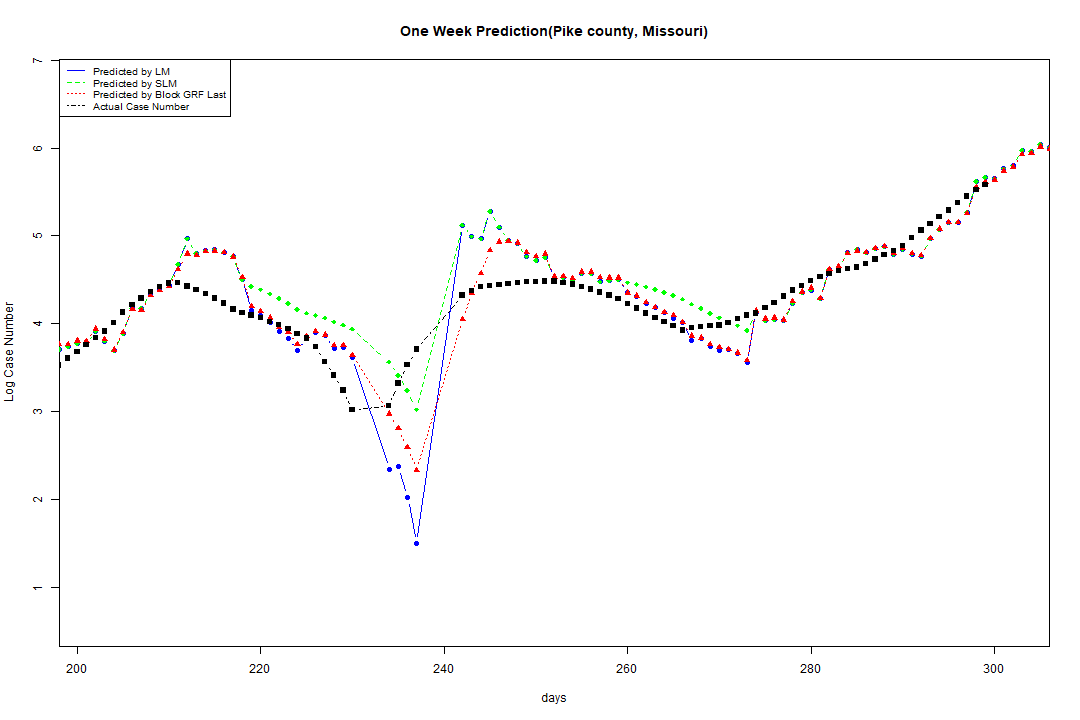 One Week Prediction(Pike county, Missouri)
Predicted by LM
Predicted by SLM
Predicted by Block GRF Last
Actual Case Number
7
6
5
4
3
2
1
Log Case Number
200 220 240 260 280 300
days